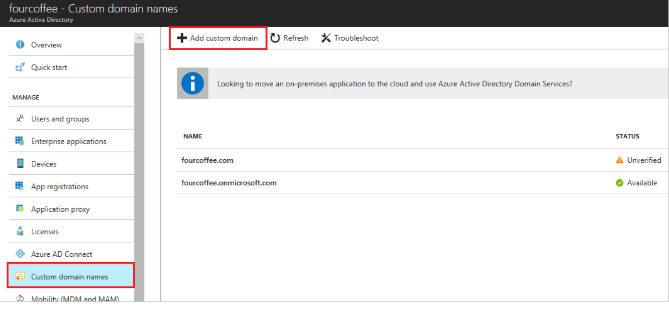 fourcoffee - Custom domain names
Azure Active Directory
Overview
Quick start
MANAGE
Users and groups
Enterprise applications
Devices
App registrations
Application proxy
Licenses
Azure AD Connect
Custom domain names
Mobility (MDM and MAM)
Add custom domain Refresh Troubleshoot
Looking to move an on-premises application to the cloud and use Azure Active Directory Domain Services?
NAME STATUS
fourcoffee.com Unverified
fourcoffee.onmicrosoft.com Available